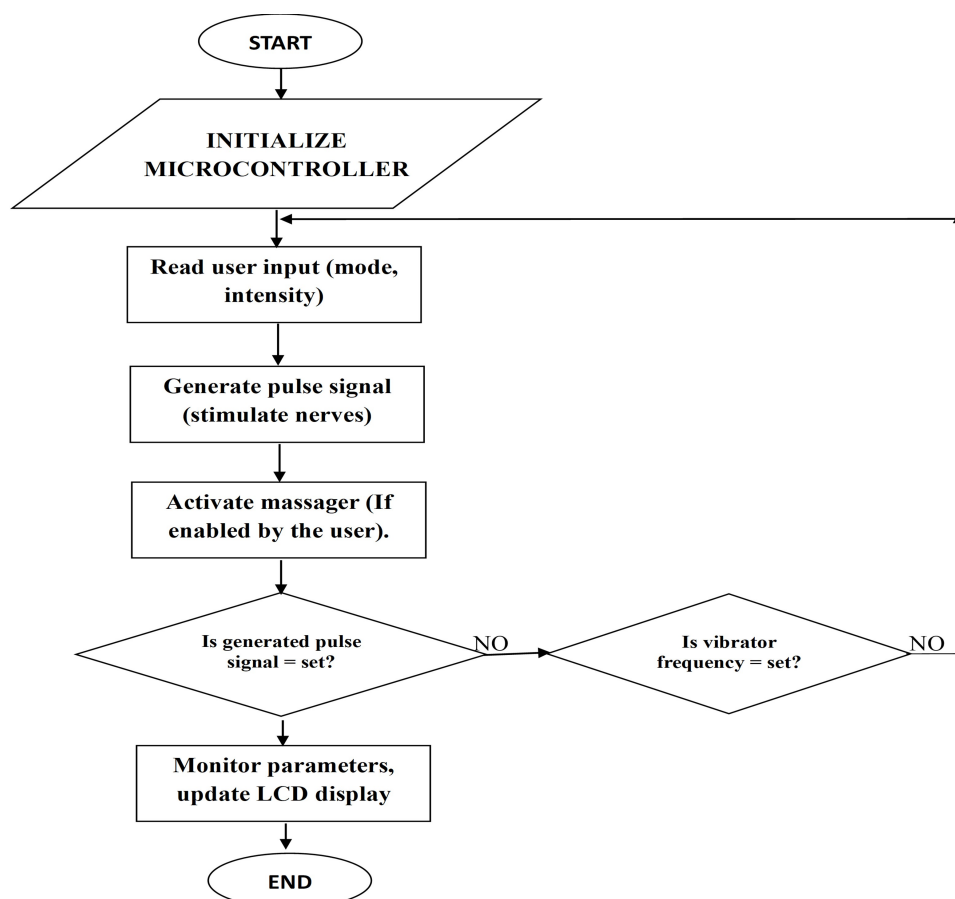 START
INITIALIZE
MICROCONTROLLER
Read user input (mode,
intensity)
Generate pulse signal
(stimulate nerves)
Activate massager (If
enabled by the user).
Is generated pulse
signal = set?
NO
Is vibrator
frequency = set?
NO
Monitor parameters,
update LCD display
END